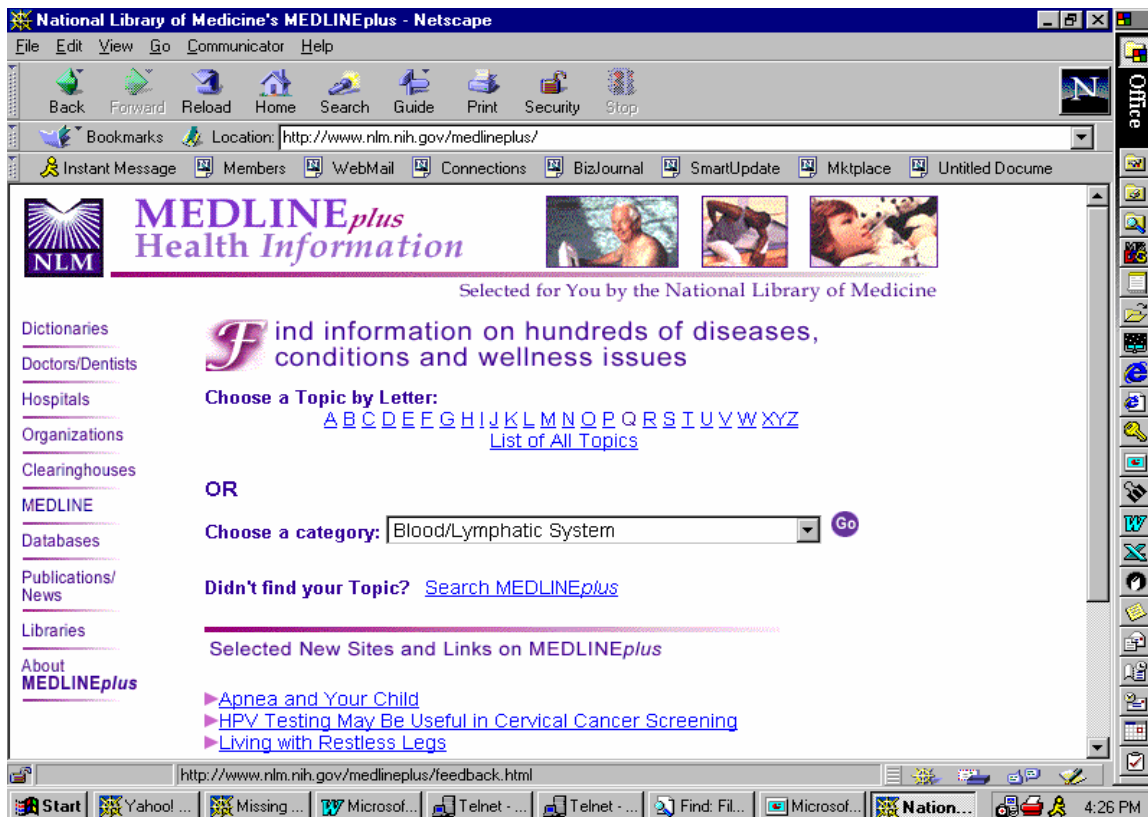 National Library of Medicine's MEDLINEplus - Netscape
File Edit View Go Communicator Help
Back Forward Reload Home Search Guide Print Security Stop
N
Bookmarks Location: http://www.nlm.nih.gov/medlineplus/
Instant Message Members WebMail Connections BizJournal SmartUpdate Mktplace Untitled Docume
Office
NLM
MEDLINEplus
Health Information
Selected for You by the National Library of Medicine
Dictionaries
Doctors/Dentists
Hospitals
Organizations
Clearinghouses
MEDLINE
Databases
Publications/
News
Libraries
About
MEDLINEplus
Find information on hundreds of diseases,
conditions and wellness issues
Choose a Topic by Letter:
A B C D E F G H I J K L M N O P Q R S T U V W XYZ
List of All Topics
OR
Choose a category: Blood/Lymphatic System Go
Didn't find your Topic? Search MEDLINEplus
Selected New Sites and Links on MEDLINEplus
Apnea and Your Child
HPV Testing May Be Useful in Cervical Cancer Screening
Living with Restless Legs
http://www.nlm.nih.gov/medlineplus/feedback.html
Start Yahoo! ... Missing ... Microsof... Telnet - ... Telnet - ... Find: Fil... Microsof... Nation... 4:26 PM